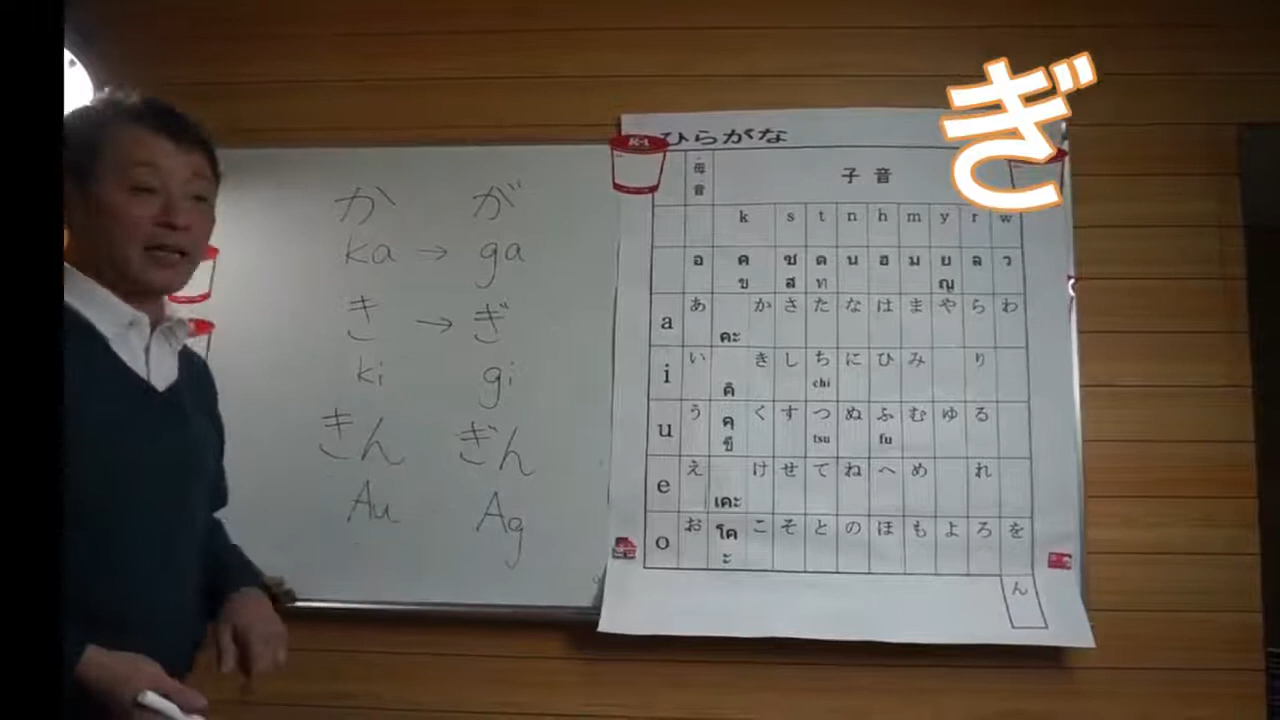 ぎ
か が
ka → ga
き → ぎ
ki gi
きん ぎん
Au Ag
ひらがな
母音 子音
k s t n h m y r w
อ ค ช ด น ฮ ม ย ล ว
ข ส ท ญ
a あ คะ か さ た な は ま や ら わ
i い คิ き し ち に ひ み り
chi
u う คุ く す つ ぬ ふ む ゆ る
ขึ tsu fu
e え เคะ け せ て ね へ め れ
o お โคะ こ そ と の ほ も よ ろ を
ん